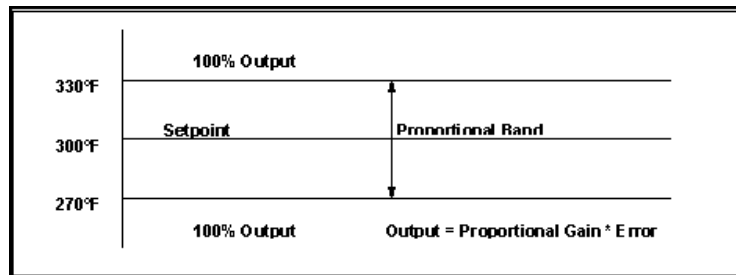 100% Output
330°F
Setpoint
Proportional Band
300°F
270°F
100% Output
Output = Proportional Gain * Error